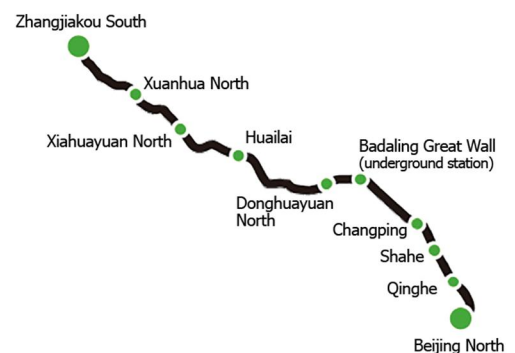 Zhangjiakou South
Xuanhua North
Xiahuayuan North
Huailai
Badaling Great Wall
(underground station)
Donghuayuan
North
Changping
Shahe
Qinghe
Beijing North